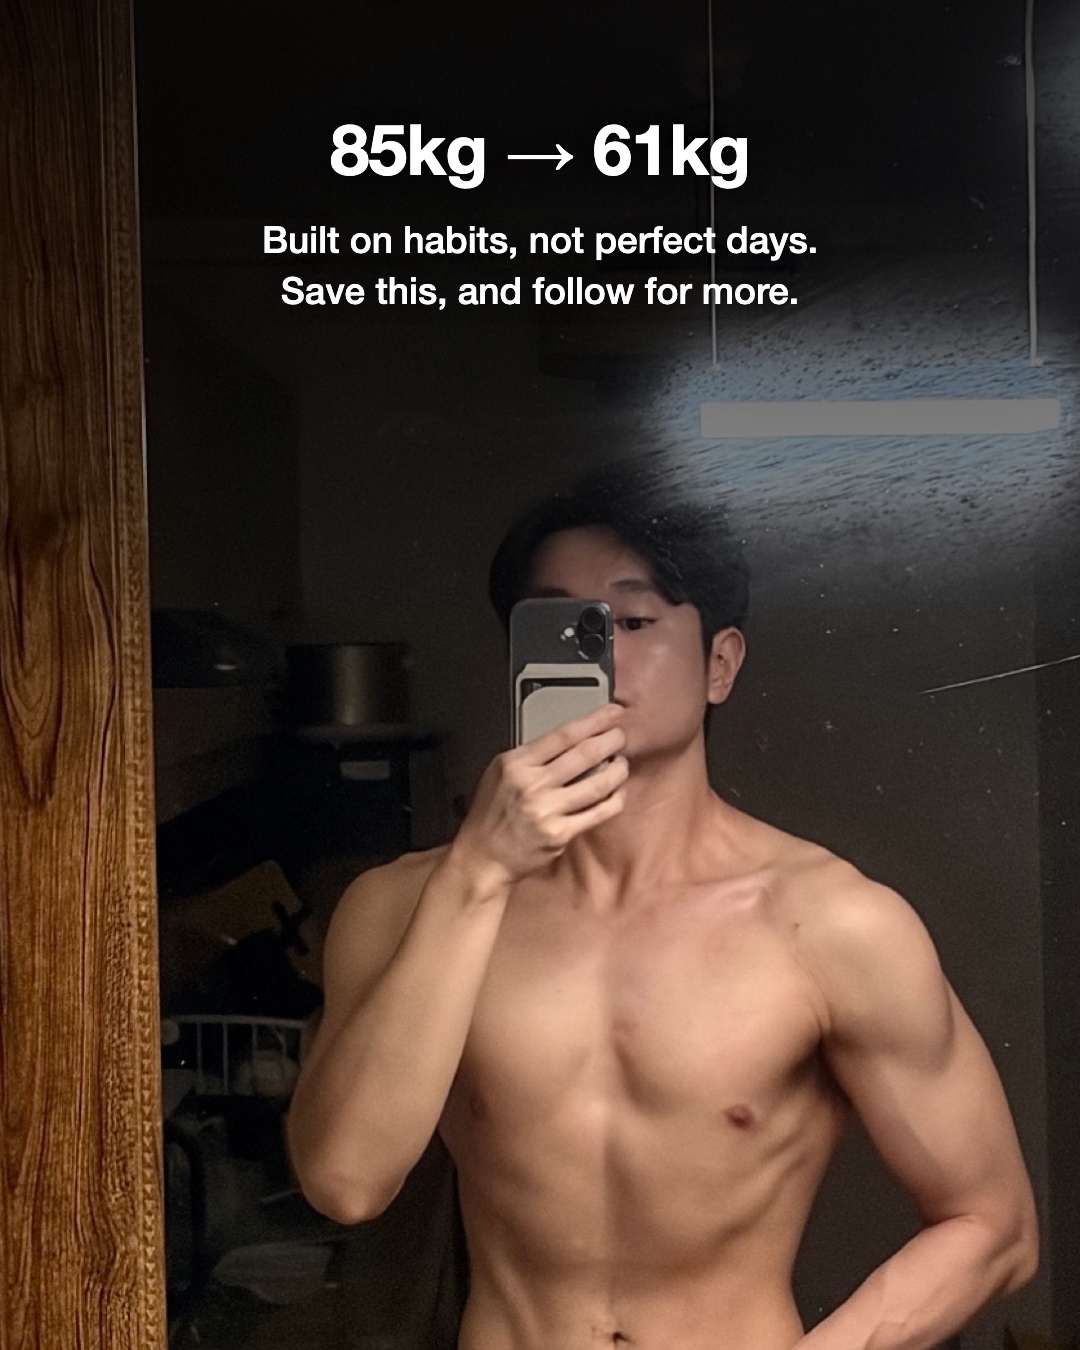 85kg → 61kg
Built on habits, not perfect days.
Save this, and follow for more.